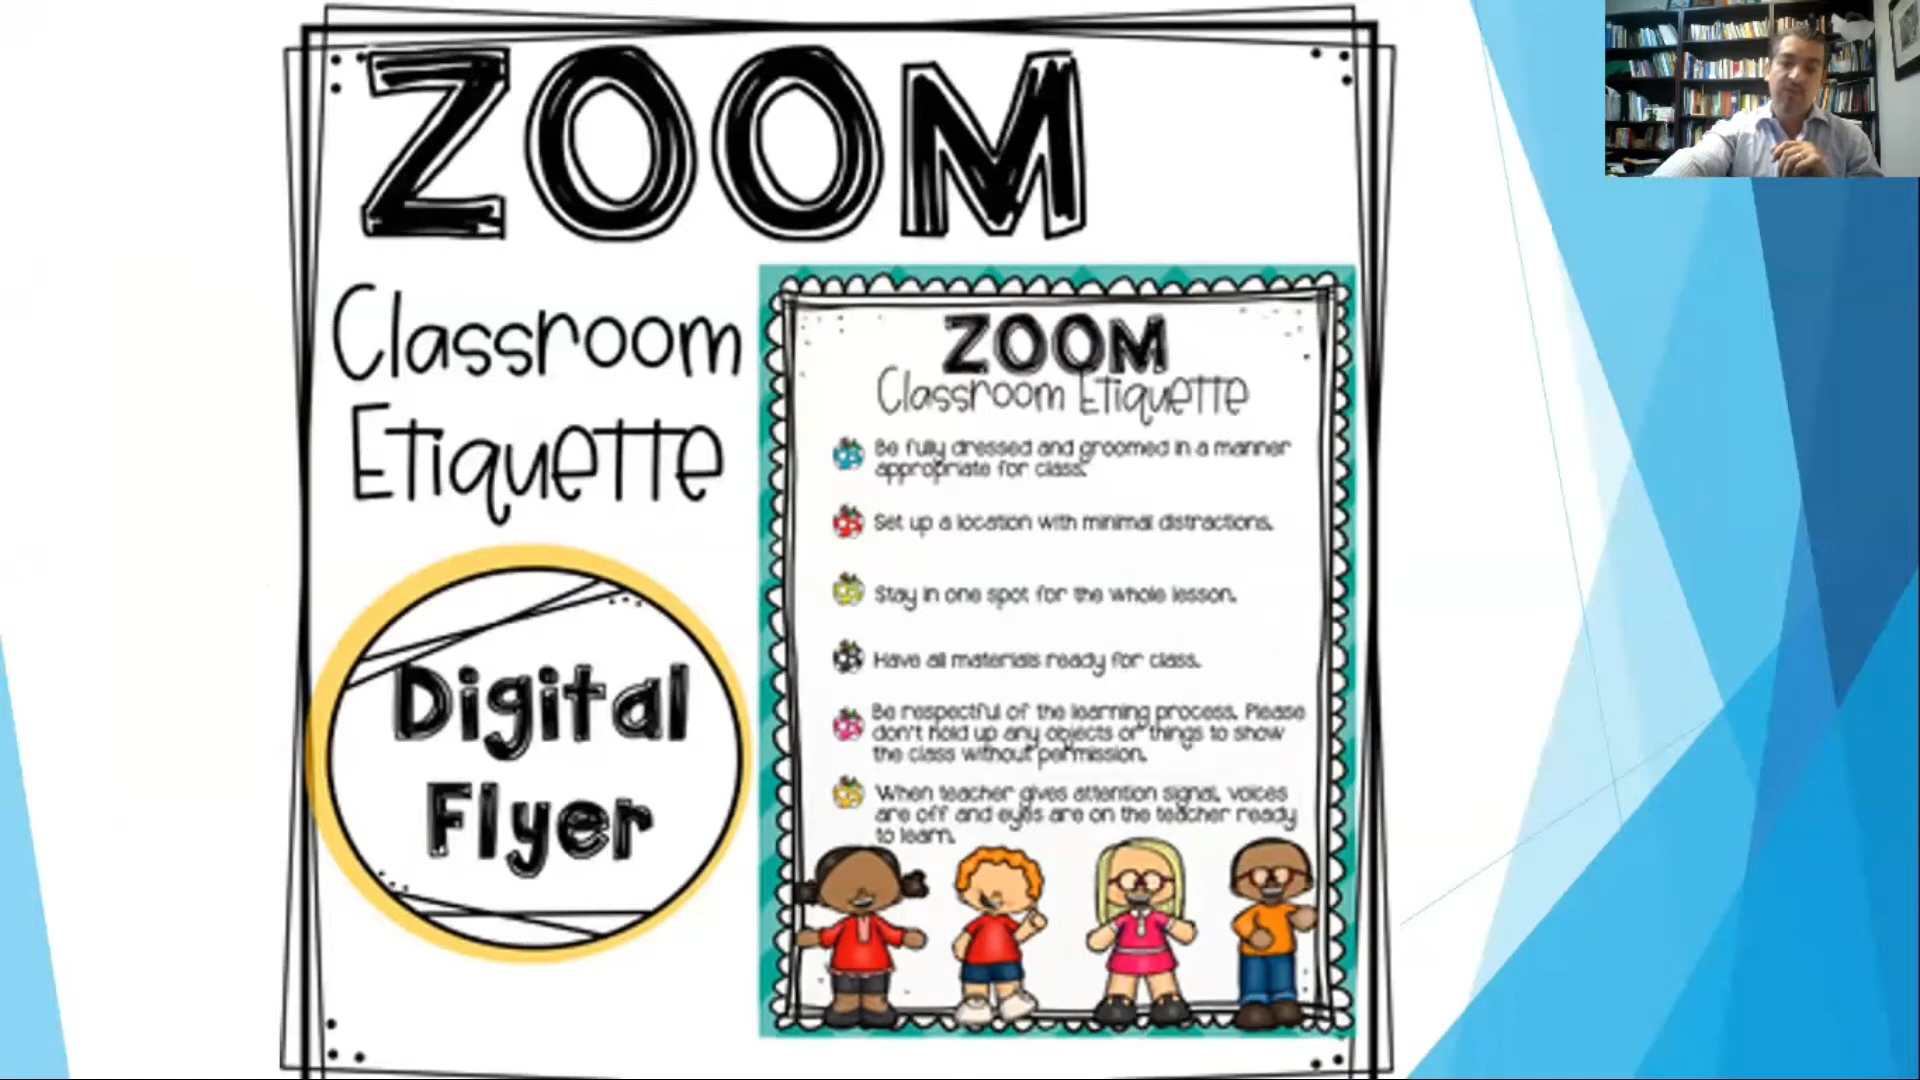 ZOOM
Classroom
Etiquette
Digital
Flyer
ZOOM
Classroom Etiquette
Be fully dressed and groomed in a manner
appropriate for class.
Set up a location with minimal distractions.
Stay in one spot for the whole lesson.
Have all materials ready for class.
Be respectful of the learning process. Please
don't hold up any objects or things to show
the class without permission.
When teacher gives attention signal, voices
are off and eyes are on the teacher ready
to learn.